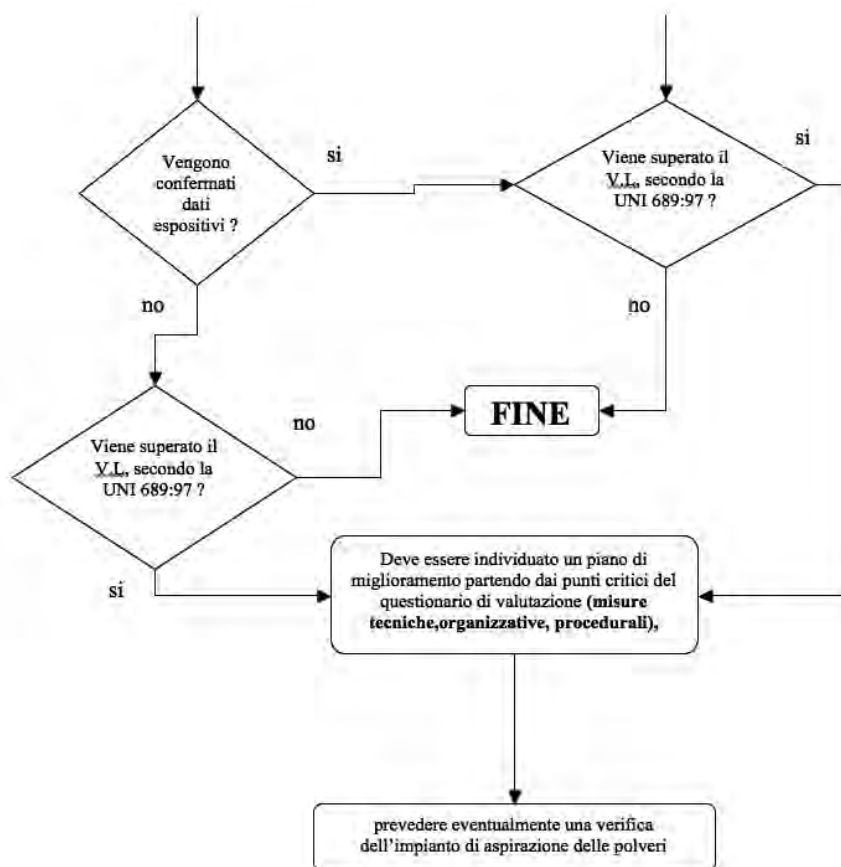 Vengono
confermati
dati
espositivi ?
si
Viene superato il
V.L. secondo la
UNI 689:97 ?
si
no
no
Viene superato il
V.L. secondo la
UNI 689:97 ?
no
FINE
si
Deve essere individuato un piano di
miglioramento partendo dai punti critici del
questionario di valutazione (misure
tecniche,organizzative, procedurali),
prevedere eventualmente una verifica
dell'impianto di aspirazione delle polveri